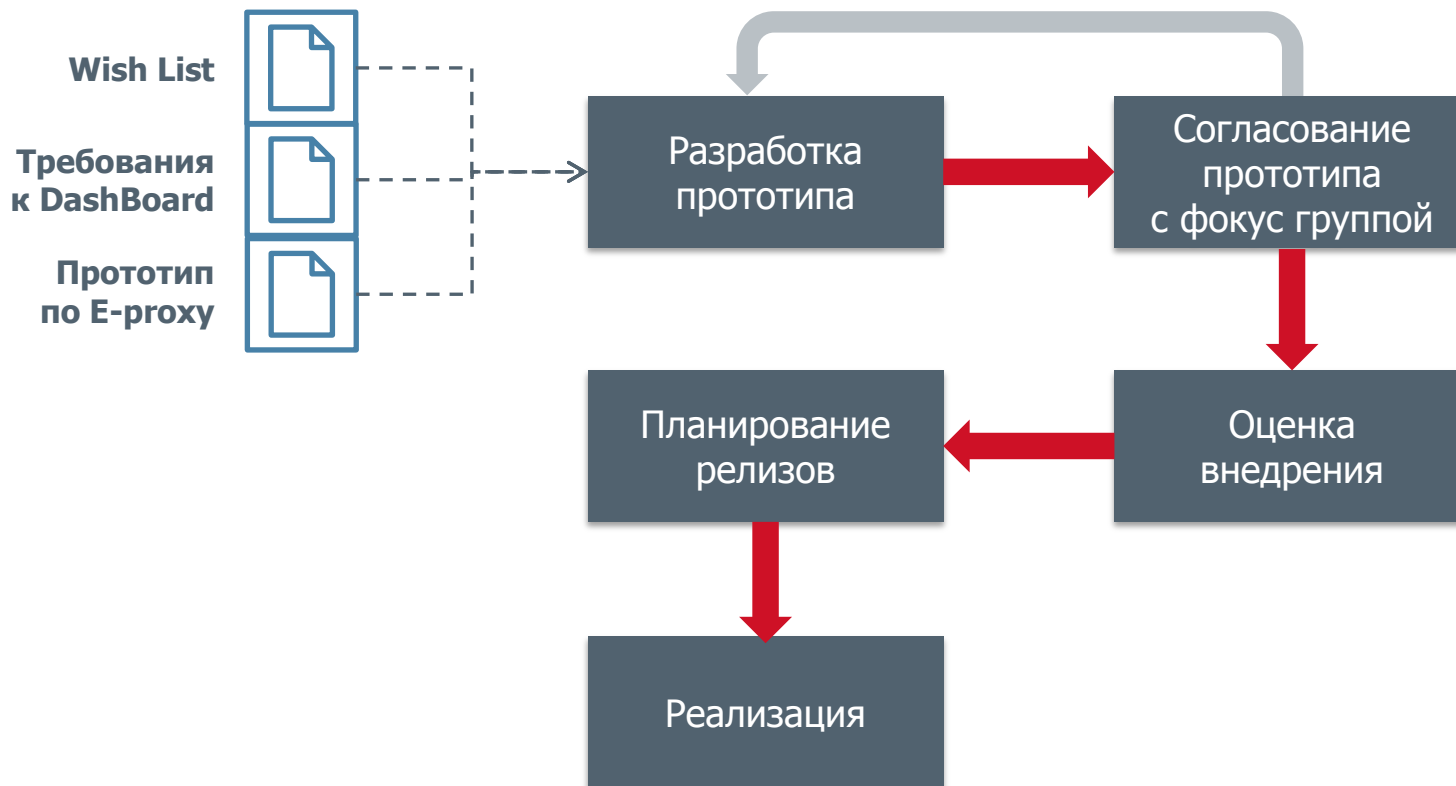 Wish List
Требования
к DashBoard
Прототип
по E-proxy
Разработка
прототипа
Согласование
прототипа
с фокус группой
Планирование
релизов
Оценка
внедрения
Реализация